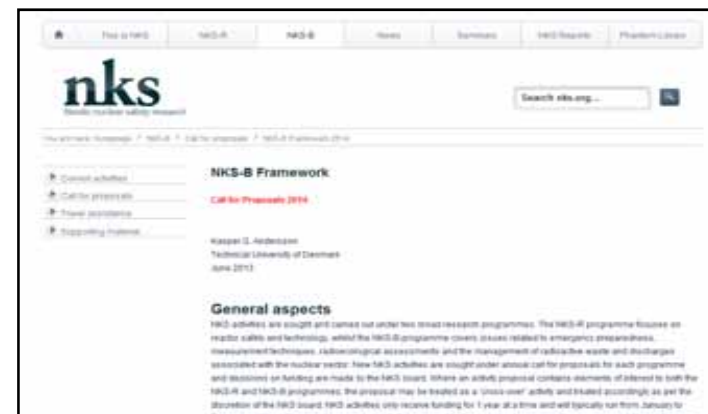 This is NKS NKS-R NKS-B News Seminars NKS Reports Phantom Library
nks
nordic nuclear safety research
Search nks.org...
You are here: Homepage / NKS-B / Call for proposals / NKS-B Framework 2014
Current activities
Call for proposals
Travel assistance
Supporting material
NKS-B Framework
Call for Proposals 2014
Kasper G. Andersson
Technical University of Denmark
June 2013
General aspects
NKS activities are sought and carried out under two broad research programmes. The NKS-R programme focuses on
reactor safety and technology, whilst the NKS-B programme covers issues related to emergency preparedness,
measurement techniques, radioecological assessments and the management of radioactive waste and discharges
associated with the nuclear sector. New NKS activities are sought under annual call for proposals for each programme
and decisions on funding are made by the NKS board. Where an activity proposal contains elements of interest to both the
NKS-R and NKS-B programmes, the proposal may be treated as a 'cross-over' activity and treated accordingly as per the
discretion of the NKS board. NKS activities only receive funding for 1 year at a time and will typically run from January to